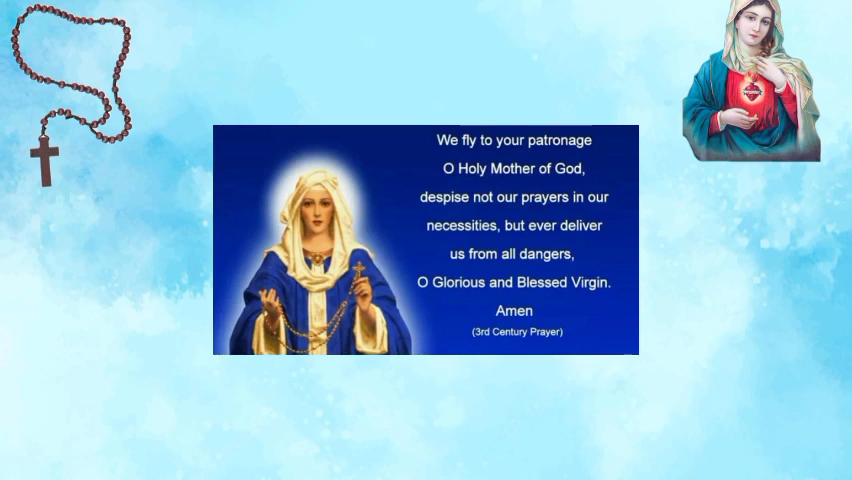 We fly to your patronage
O Holy Mother of God,
despise not our prayers in our
necessities, but ever deliver
us from all dangers,
O Glorious and Blessed Virgin.
Amen
(3rd Century Prayer)